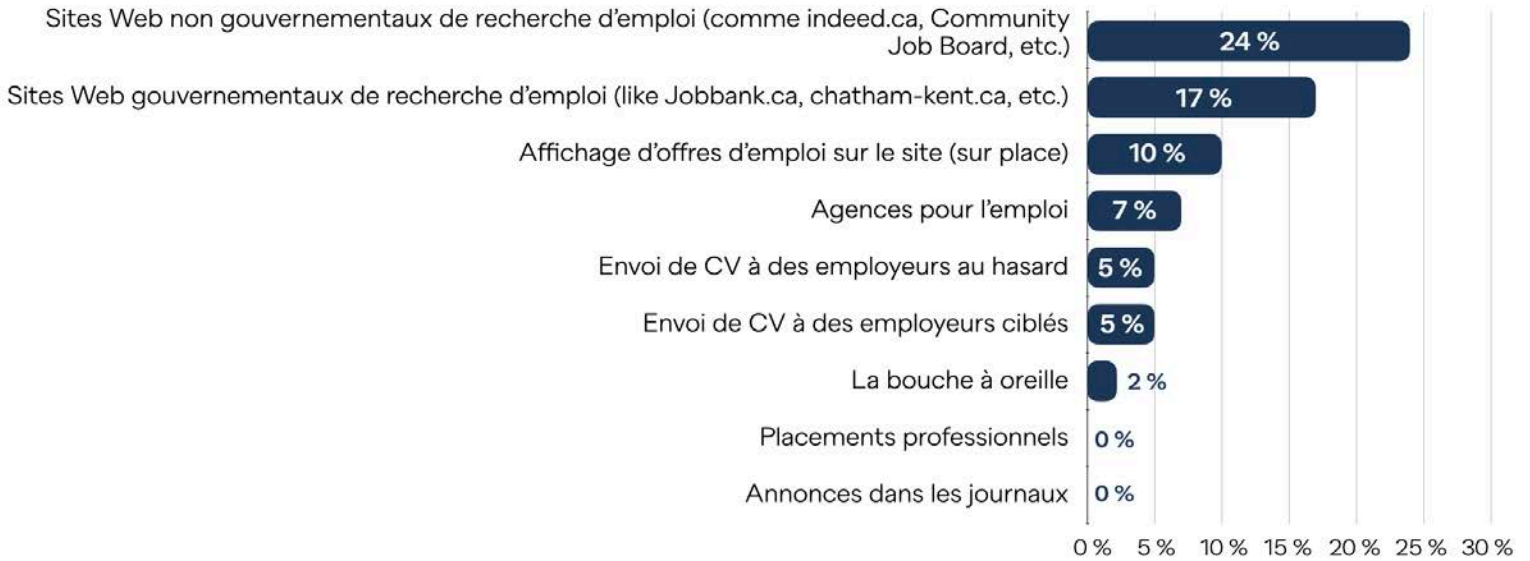 Sites Web non gouvernementaux de recherche d’emploi (comme indeed.ca, Community
Job Board, etc.)
24 %
Sites Web gouvernementaux de recherche d’emploi (like Jobbank.ca, chatham-kent.ca, etc.)
17 %
Affichage d’offres d’emploi sur le site (sur place)
10 %
Agences pour l’emploi
7 %
Envoi de CV à des employeurs au hasard
5 %
Envoi de CV à des employeurs ciblés
5 %
La bouche à oreille
2 %
Placements professionnels
0 %
Annonces dans les journaux
0 %
0 % 5 % 10 % 15 % 20 % 25 % 30 %